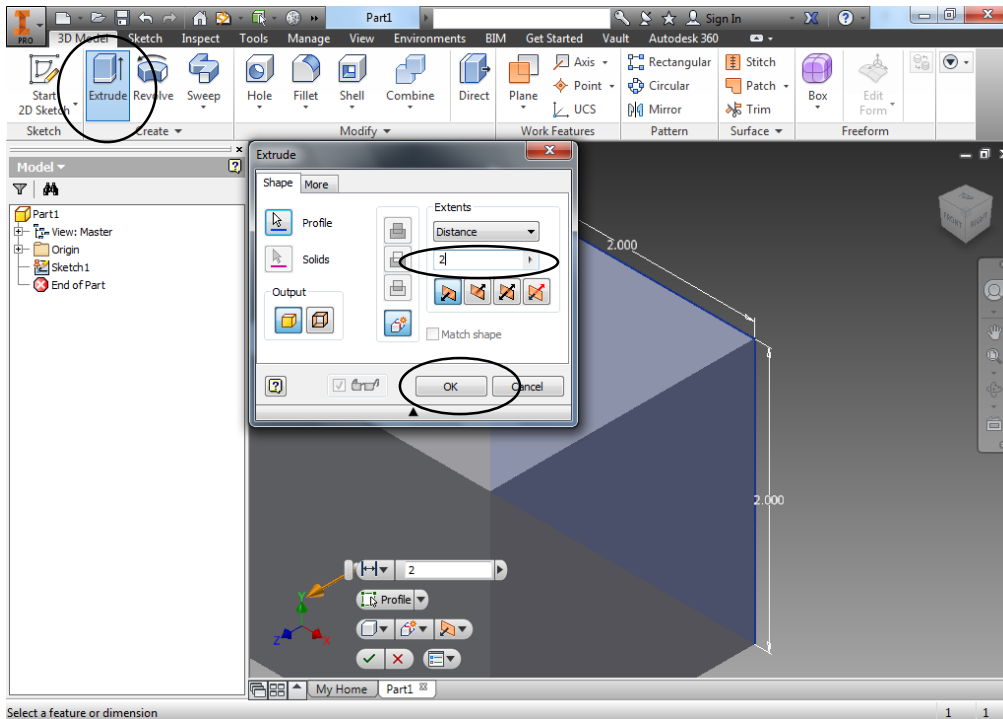 Part1
Sign In
PRO 3D Model Sketch Inspect Tools Manage View Environments BIM Get Started Vault Autodesk 360
Start
2D Sketch
Extrude
Revolve
Sweep
Hole
Fillet
Shell
Combine
Direct
Plane
Axis
Point
UCS
Rectangular
Circular
Mirror
Stitch
Patch
Trim
Box
Edit
Form
Sketch
Create
Modify
Work Features
Pattern
Surface
Freeform
Model
Part1
View: Master
Origin
Sketch1
End of Part
Extrude
Shape More
Profile
Solids
Output
Extents
Distance
2
Match shape
OK Cancel
TOP
FRONT RIGHT
2.000
2.000
2
Profile
Y
Z X
My Home Part1
Select a feature or dimension 1 1